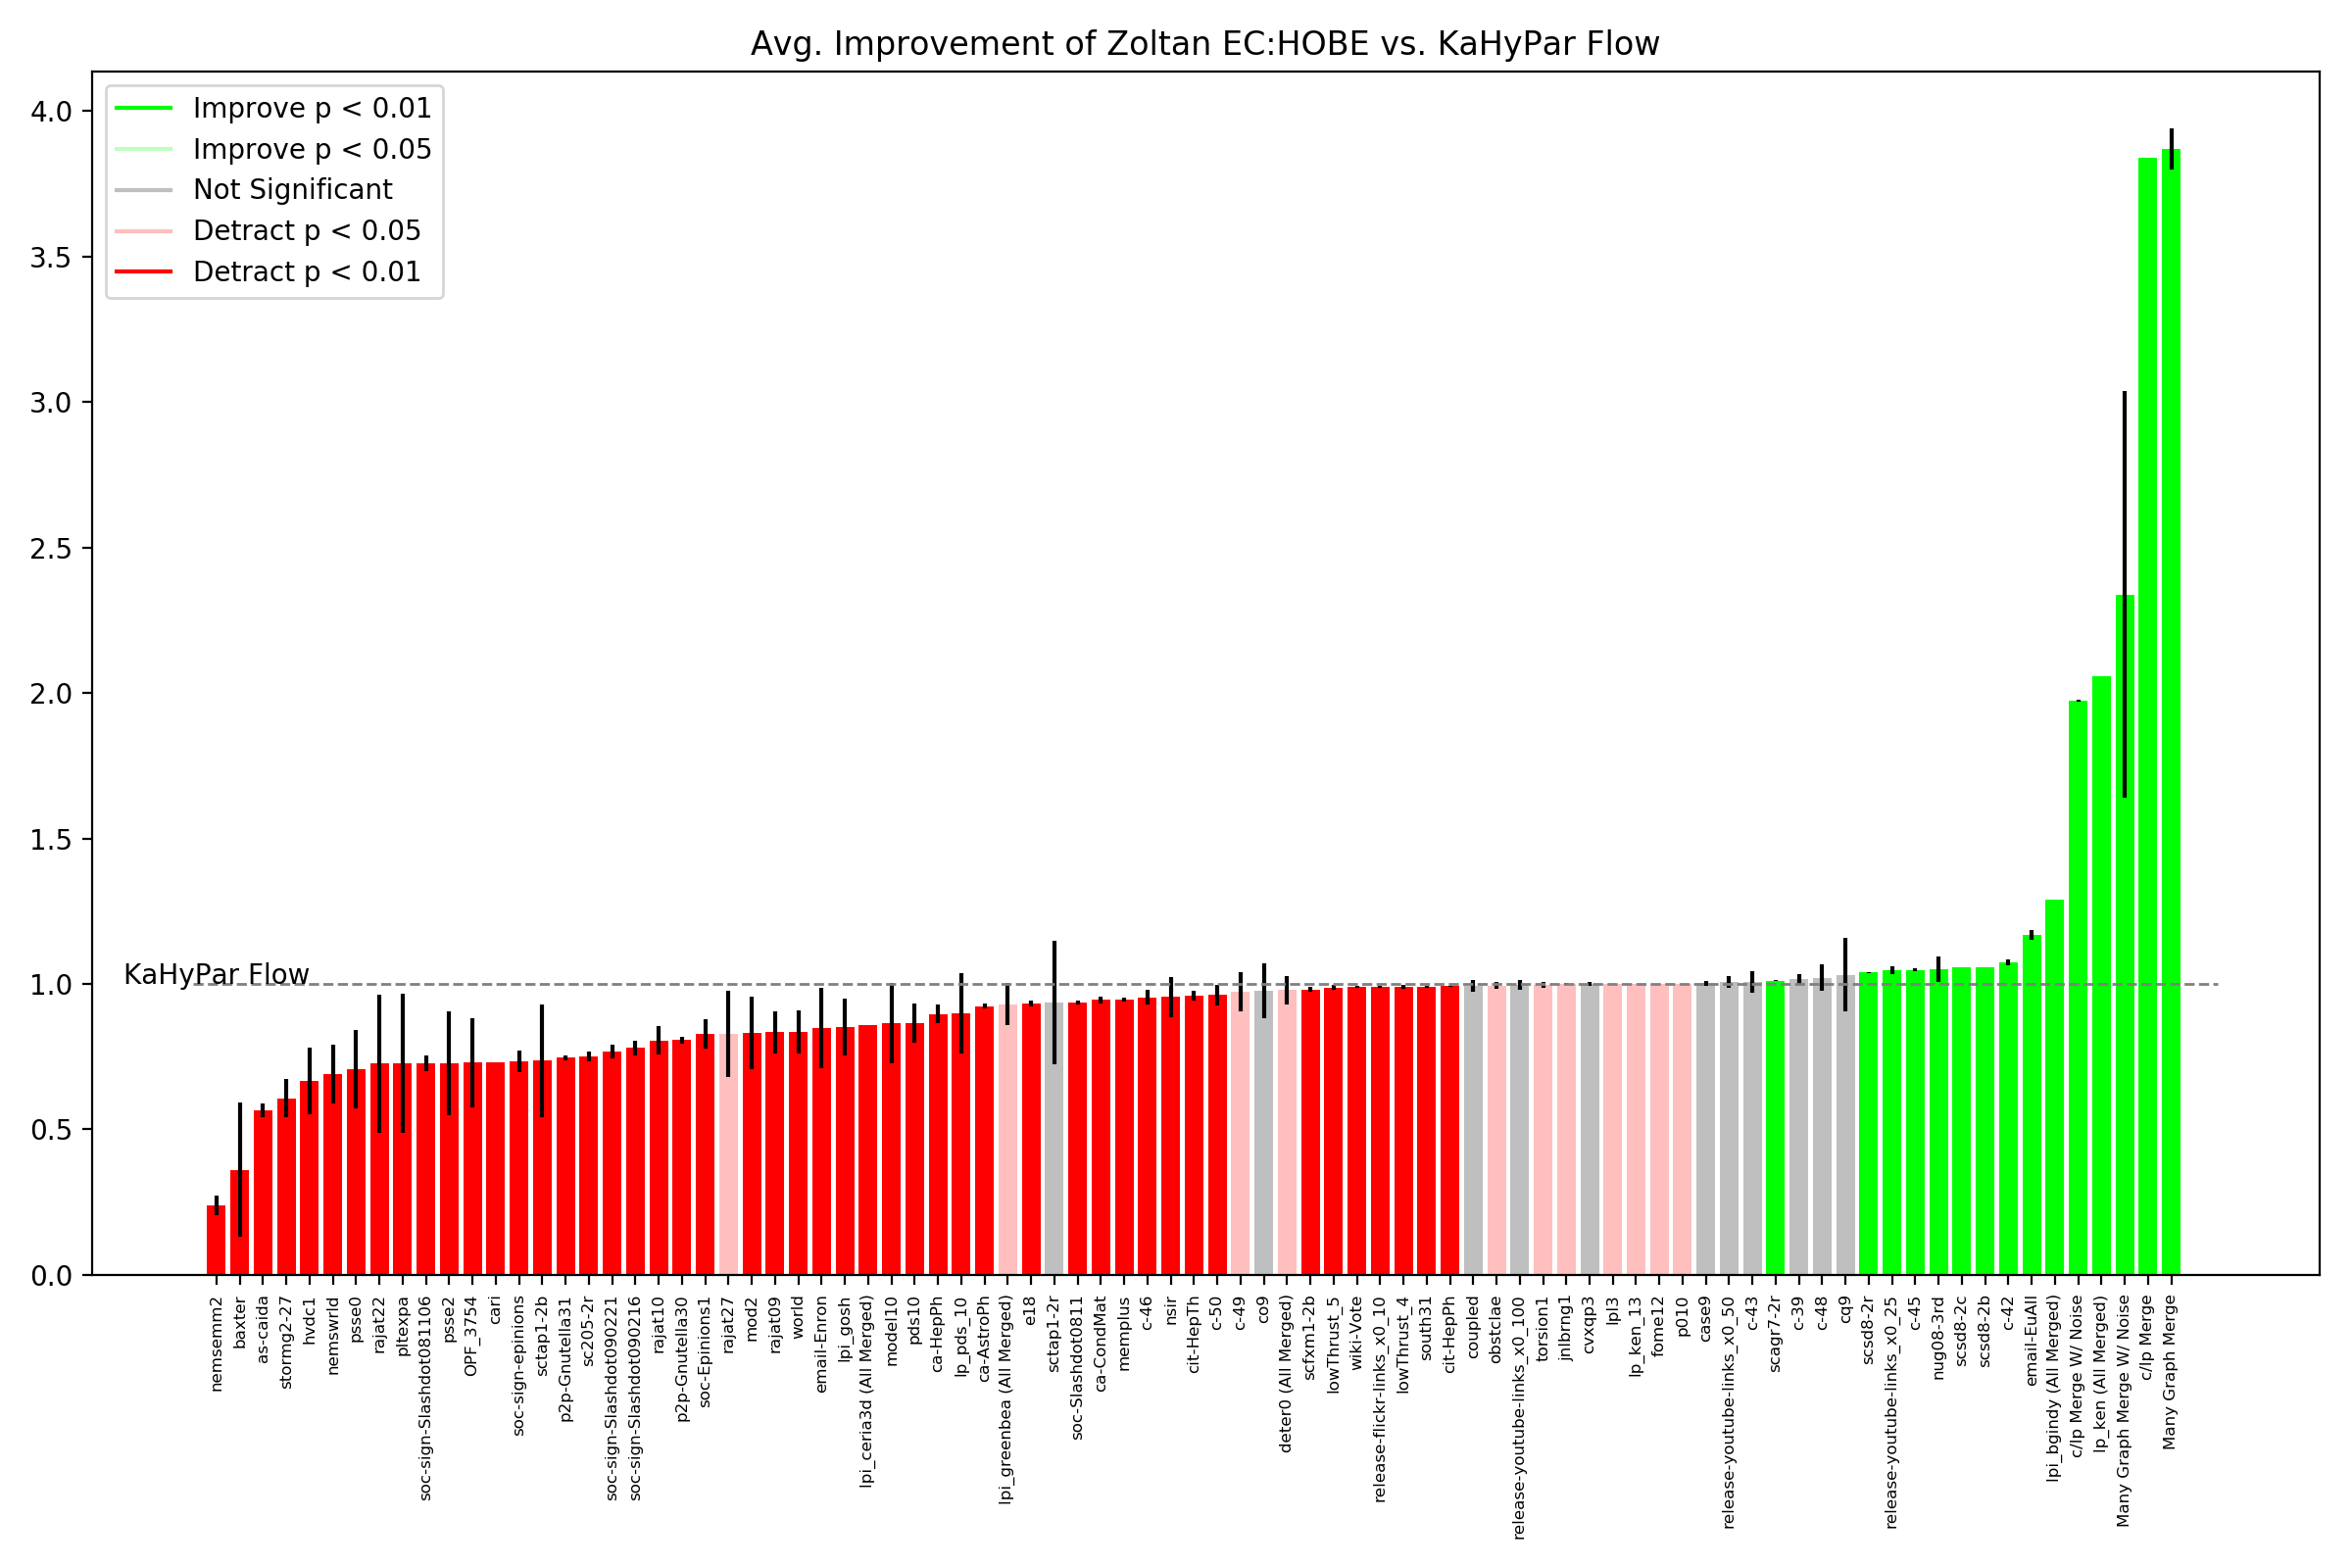 Avg. Improvement of Zoltan EC:HOBE vs. KaHyPar Flow
Improve p < 0.01
Improve p < 0.05
Not Significant
Detract p < 0.05
Detract p < 0.01
4.0
3.5
3.0
2.5
2.0
1.5
1.0
0.5
0.0
KaHyPar Flow
nemsemm2
baxter
as-caida
stormg2-27
hvdc1
nemswrld
psse0
rajat22
pltexpa
soc-sign-Slashdot081106
psse2
OPF_3754
cari
soc-sign-epinions
sctap1-2b
p2p-Gnutella31
sc205-2r
soc-sign-Slashdot090221
soc-sign-Slashdot090216
rajat10
p2p-Gnutella30
soc-Epinions1
rajat27
mod2
rajat09
world
email-Enron
lpi_gosh
lpi_ceria3d (All Merged)
model10
pds10
ca-HepPh
lp_pds_10
ca-AstroPh
lpi_greenbea (All Merged)
e18
sctap1-2r
soc-Slashdot0811
ca-CondMat
memplus
c-46
nsir
cit-HepTh
c-50
c-49
co9
deter0 (All Merged)
scfxm1-2b
lowThrust_5
wiki-Vote
release-flickr-links_x0_10
lowThrust_4
south31
cit-HepPh
coupled
obstclae
release-youtube-links_x0_100
torsion1
jnlbrng1
cvxqp3
lpl3
lp_ken_13
fome12
p010
case9
release-youtube-links_x0_50
c-43
scagr7-2r
c-39
c-48
cq9
scsd8-2r
release-youtube-links_x0_25
c-45
nug08-3rd
scsd8-2c
scsd8-2b
c-42
email-EuAll
lpi_bgindy (All Merged)
c/lp Merge W/ Noise
lp_ken (All Merged)
Many Graph Merge W/ Noise
c/lp Merge
Many Graph Merge